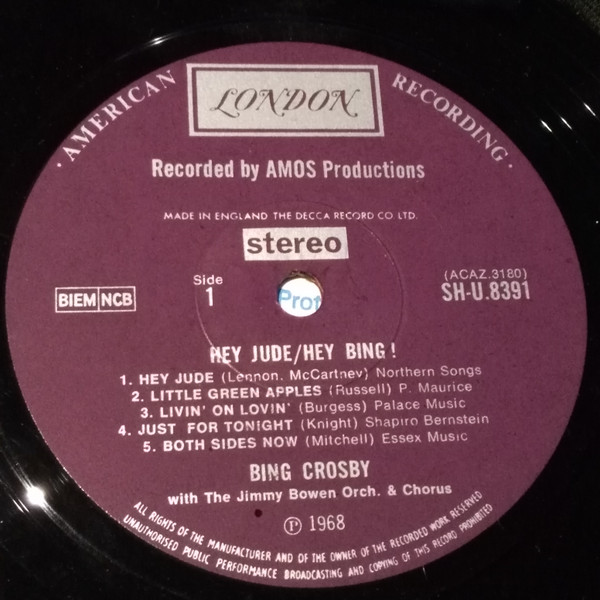 · AMERICAN RECORDING ·
LONDON
Recorded by AMOS Productions
MADE IN ENGLAND THE DECCA RECORD CO LTD.
stereo
Side
1
(ACAZ.3180)
SH-U.8391
BIEM NCB
Prot
HEY JUDE/HEY BING!
1. HEY JUDE (Lennon. McCartney) Northern Songs
2. LITTLE GREEN APPLES (Russell) P. Maurice
3. LIVIN' ON LOVIN' (Burgess) Palace Music
4. JUST FOR TONIGHT (Knight) Shapiro Bernstein
5. BOTH SIDES NOW (Mitchell) Essex Music
BING CROSBY
with The Jimmy Bowen Orch. & Chorus
Ⓟ 1968
ALL RIGHTS OF THE MANUFACTURER AND OF THE OWNER OF THE RECORDED WORK RESERVED
UNAUTHORISED PUBLIC PERFORMANCE BROADCASTING AND COPYING OF THIS RECORD PROHIBITED